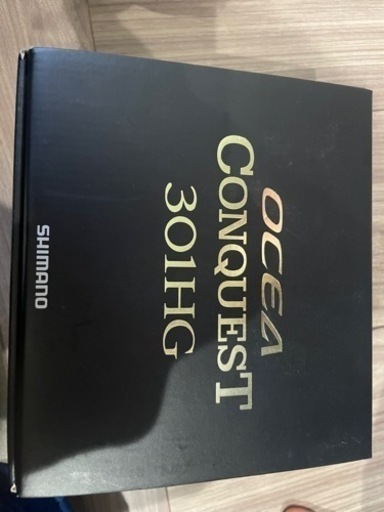 OCEA
CONQUEST
301HG
SHIMANO